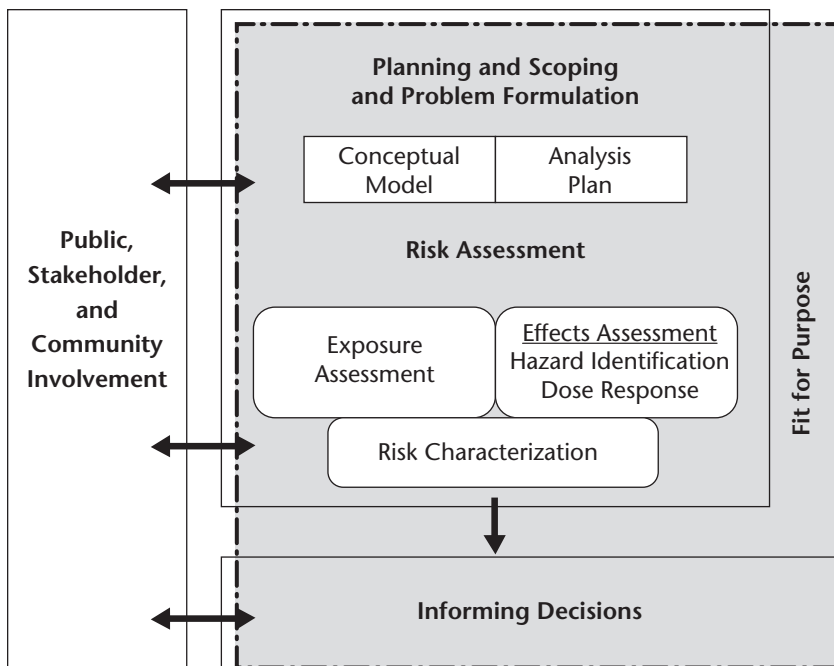 Public,
Stakeholder,
and
Community
Involvement
Planning and Scoping
and Problem Formulation
Conceptual
Model
Analysis
Plan
Risk Assessment
Exposure
Assessment
Effects Assessment
Hazard Identification
Dose Response
Risk Characterization
Fit for Purpose
Informing Decisions